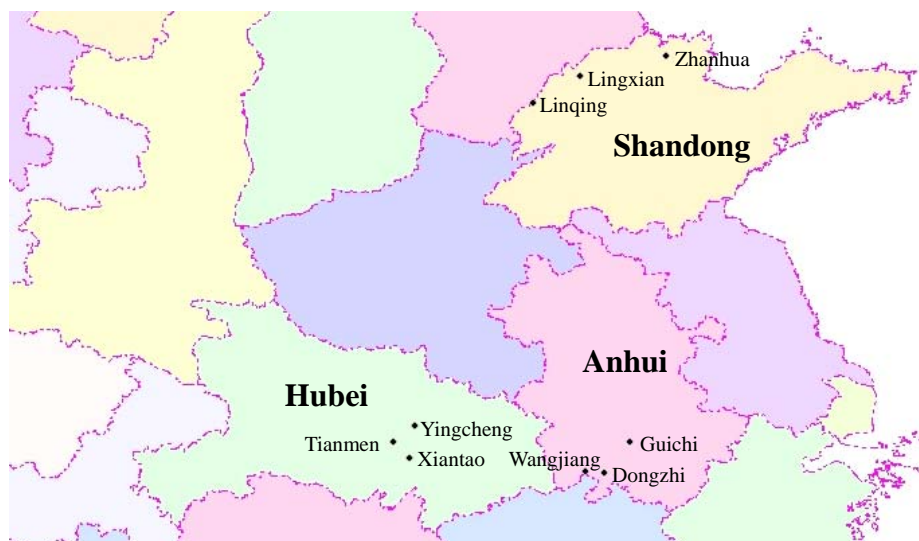 Zhanhua
Lingxian
Linqing
Shandong
Anhui
Hubei
Yingcheng
Tianmen
Guichi
Xiantao
Wangjiang
Dongzhi